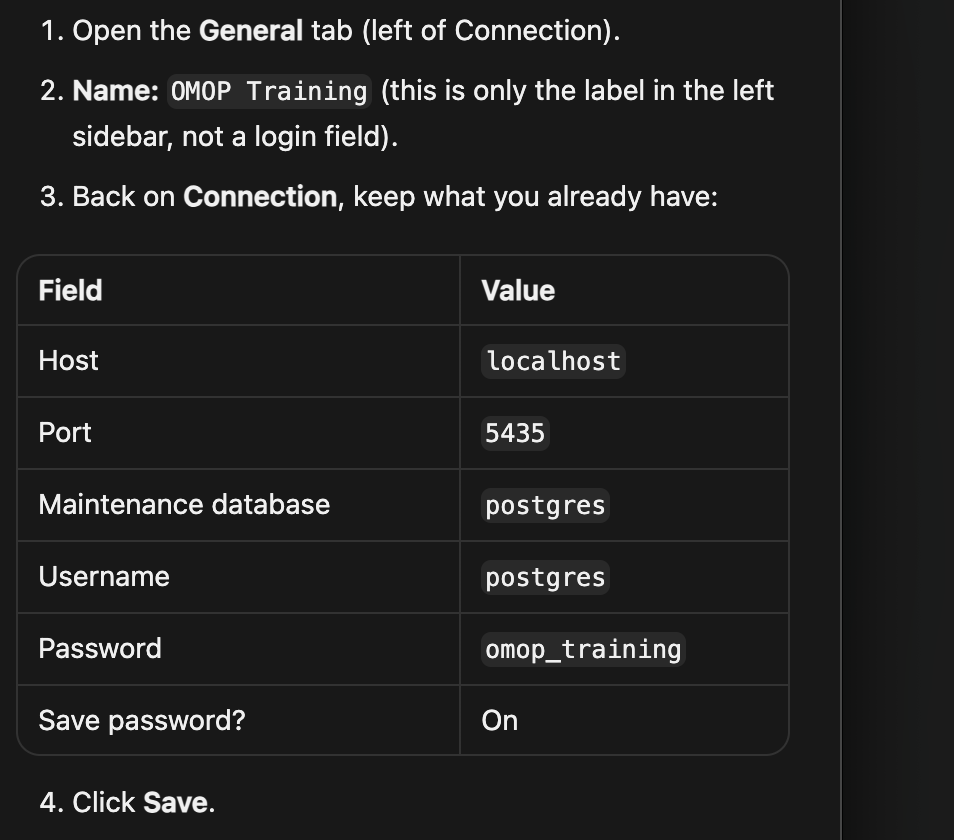 1. Open the General tab (left of Connection).
2. Name: OMOP Training (this is only the label in the left
sidebar, not a login field).
3. Back on Connection, keep what you already have:
Field Value
Host localhost
Port 5435
Maintenance database postgres
Username postgres
Password omop_training
Save password? On
4. Click Save.